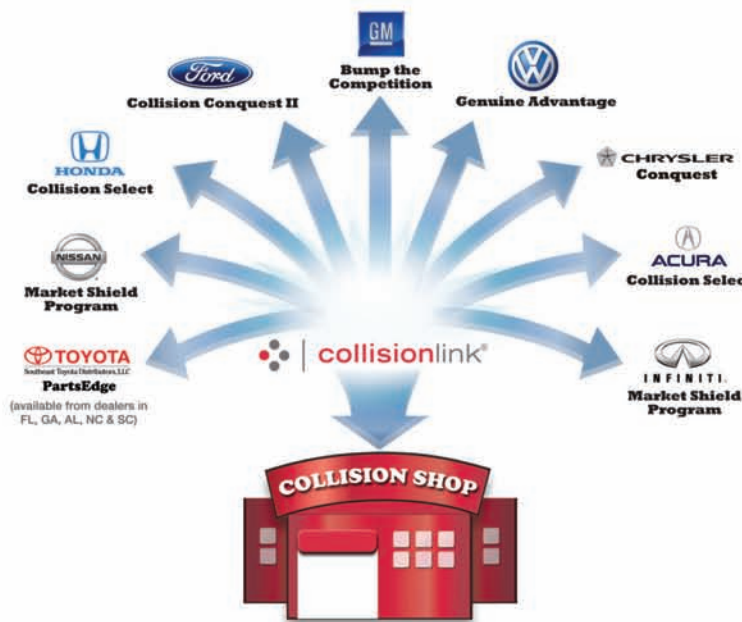 GM
Bump the
Competition
Ford
Collision Conquest II
Genuine Advantage
HONDA
Collision Select
CHRYSLER
Conquest
NISSAN
Market Shield
Program
ACURA
Collision Select
TOYOTA
Southeast Toyota Distributors, LLC
PartsEdge
(available from dealers in
FL, GA, AL, NC & SC)
collisionlink®
INFINITI.
Market Shield
Program
COLLISION SHOP